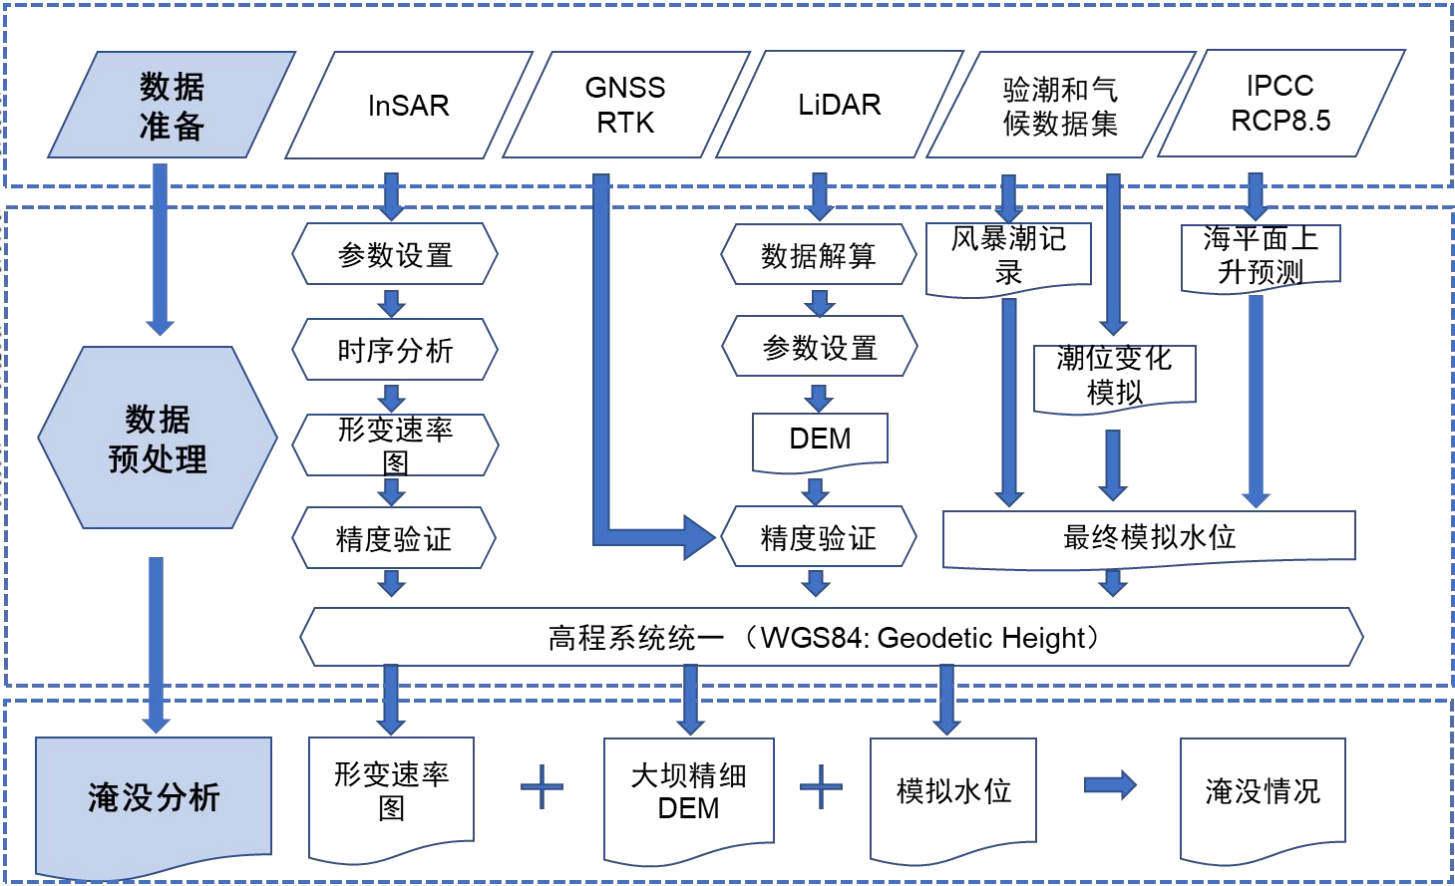 数据
准备
InSAR
GNSS
RTK
LiDAR
验潮和气
候数据集
IPCC
RCP8.5
数据
预处理
参数设置
时序分析
形变速率
图
精度验证
数据解算
参数设置
DEM
精度验证
风暴潮记
录
潮位变化
模拟
海平面上
升预测
最终模拟水位
高程系统统一（WGS84: Geodetic Height）
淹没分析
形变速率
图
大坝精细
DEM
模拟水位
淹没情况